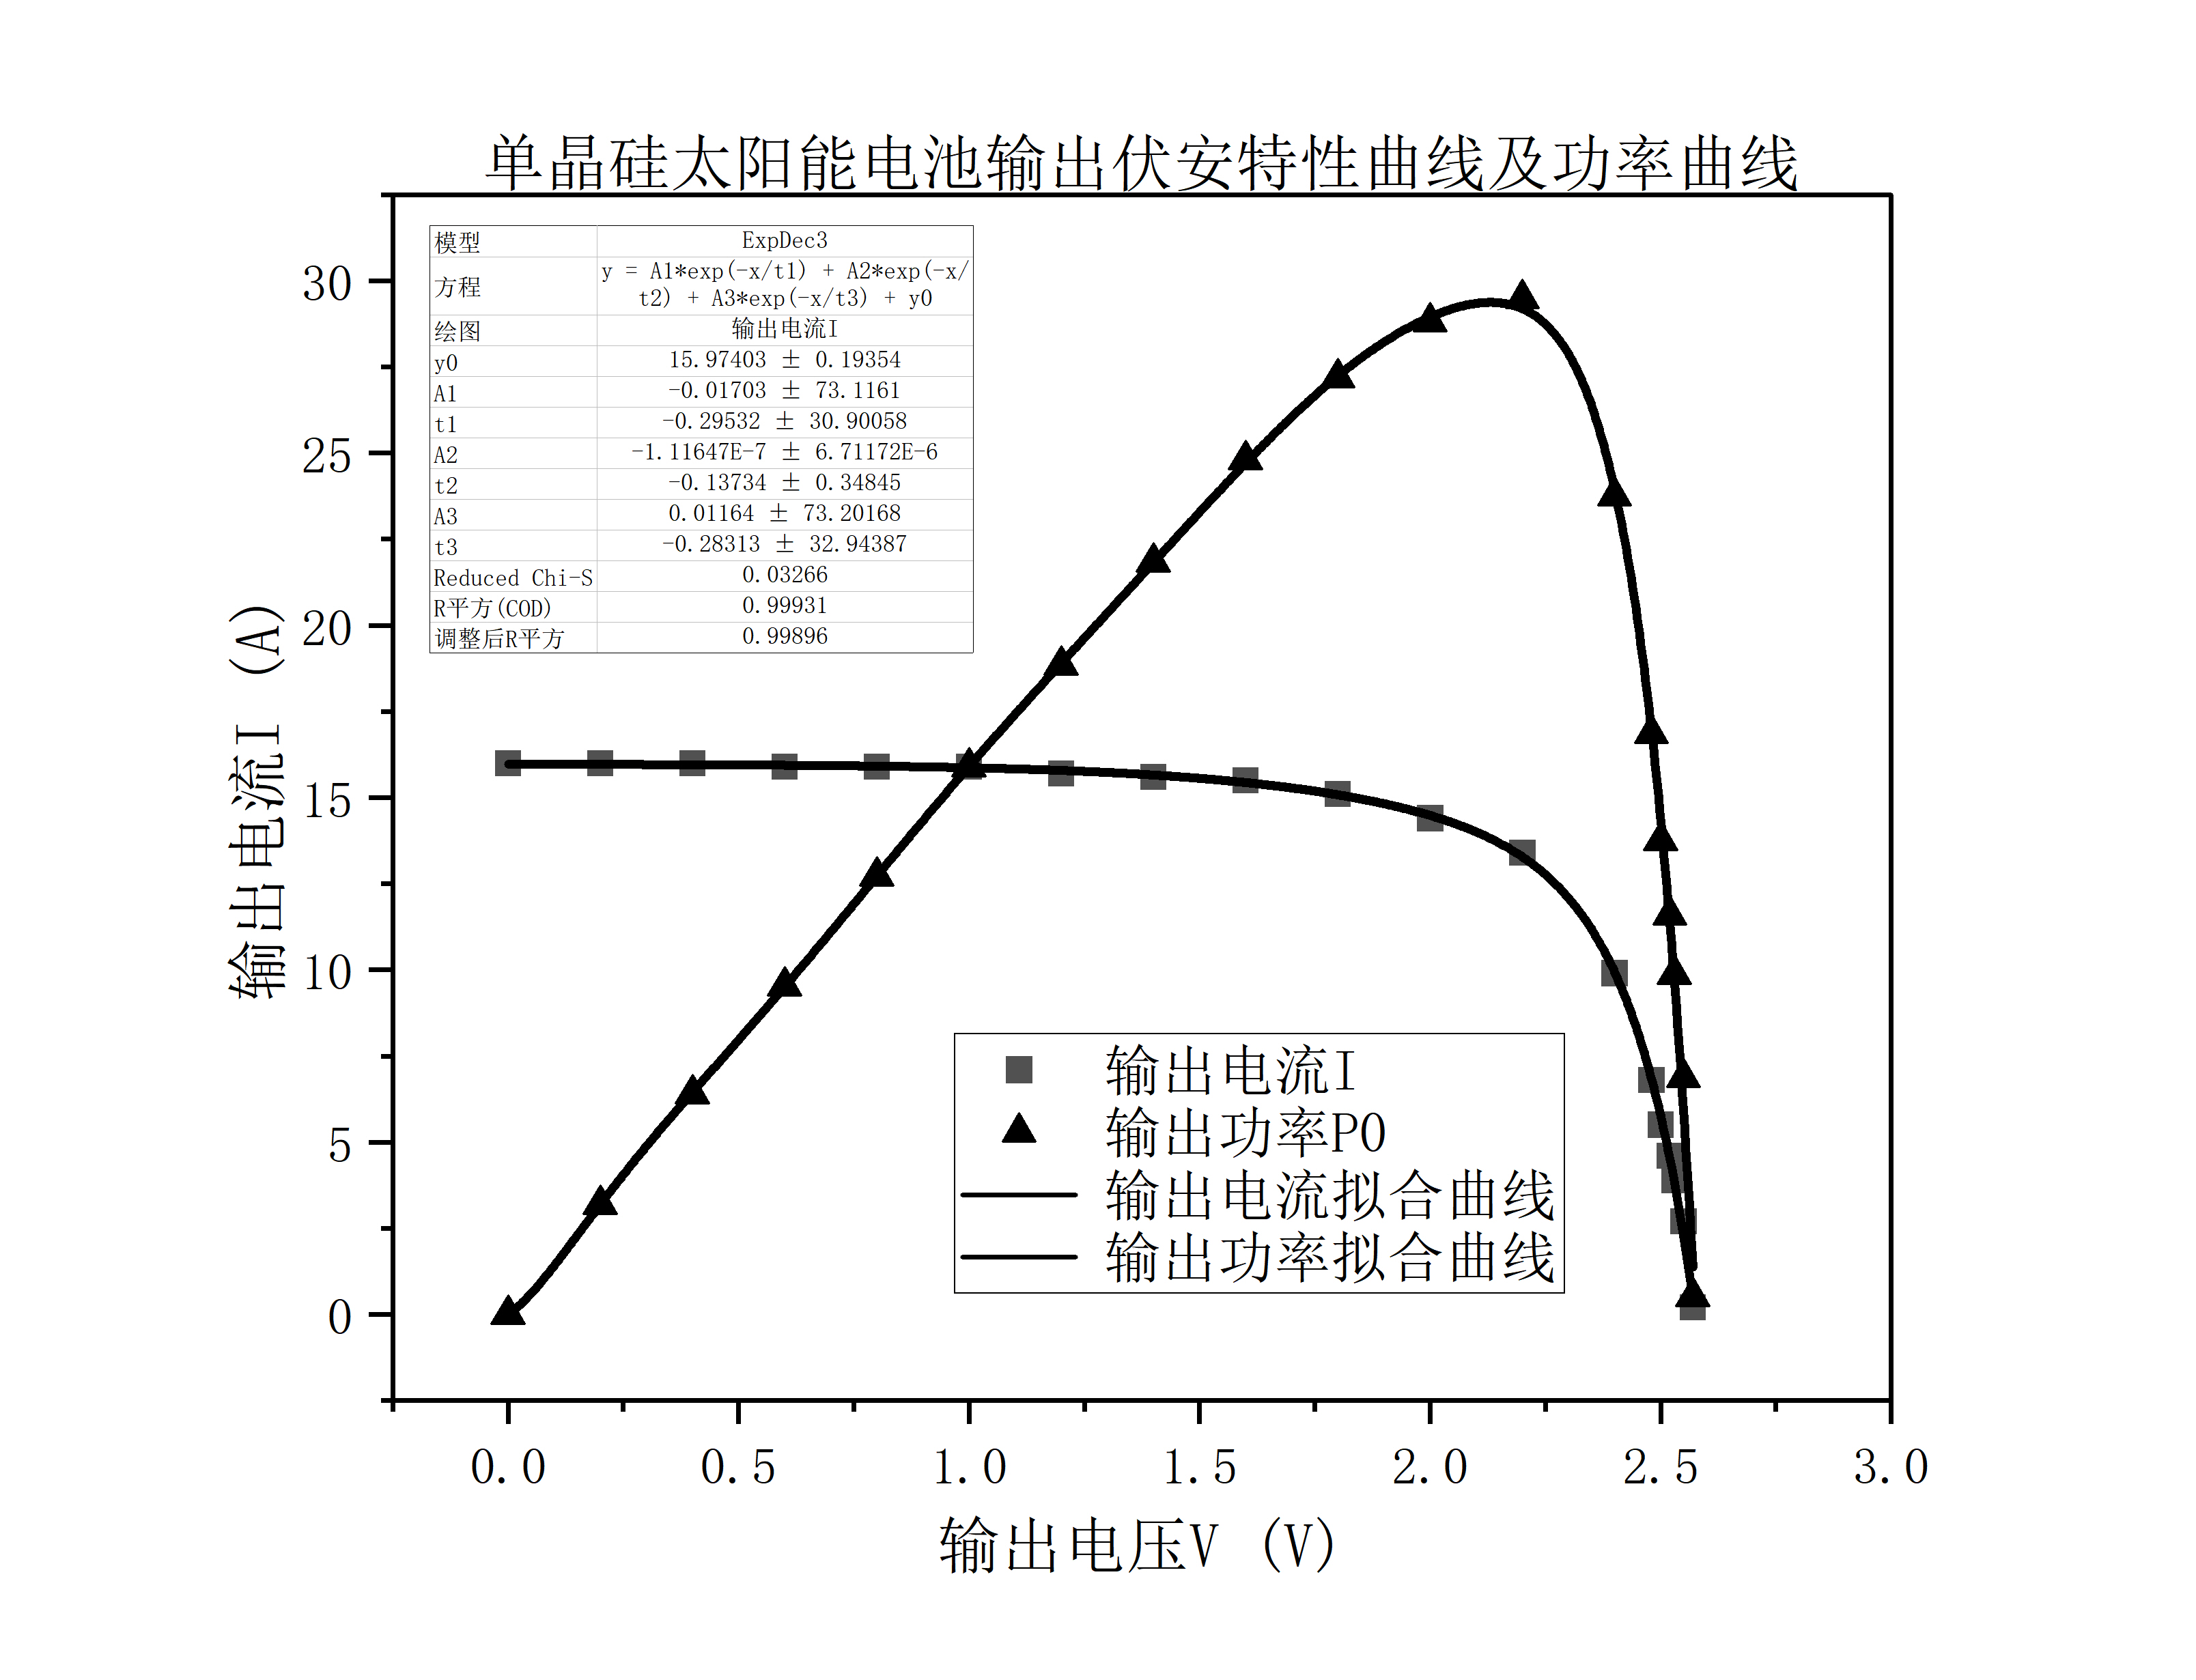 单晶硅太阳能电池输出伏安特性曲线及功率曲线
模型 ExpDec3
方程 y = A1*exp(-x/t1) + A2*exp(-x/
t2) + A3*exp(-x/t3) + y0
绘图 输出电流I
y0 15.97403 ± 0.19354
A1 -0.01703 ± 73.1161
t1 -0.29532 ± 30.90058
A2 -1.11647E-7 ± 6.71172E-6
t2 -0.13734 ± 0.34845
A3 0.01164 ± 73.20168
t3 -0.28313 ± 32.94387
Reduced Chi-S 0.03266
R平方(COD) 0.99931
调整后R平方 0.99896
30
25
20
15
10
5
0
输出电流I (A)
输出电流I
输出功率P0
输出电流拟合曲线
输出功率拟合曲线
0.0 0.5 1.0 1.5 2.0 2.5 3.0
输出电压V (V)